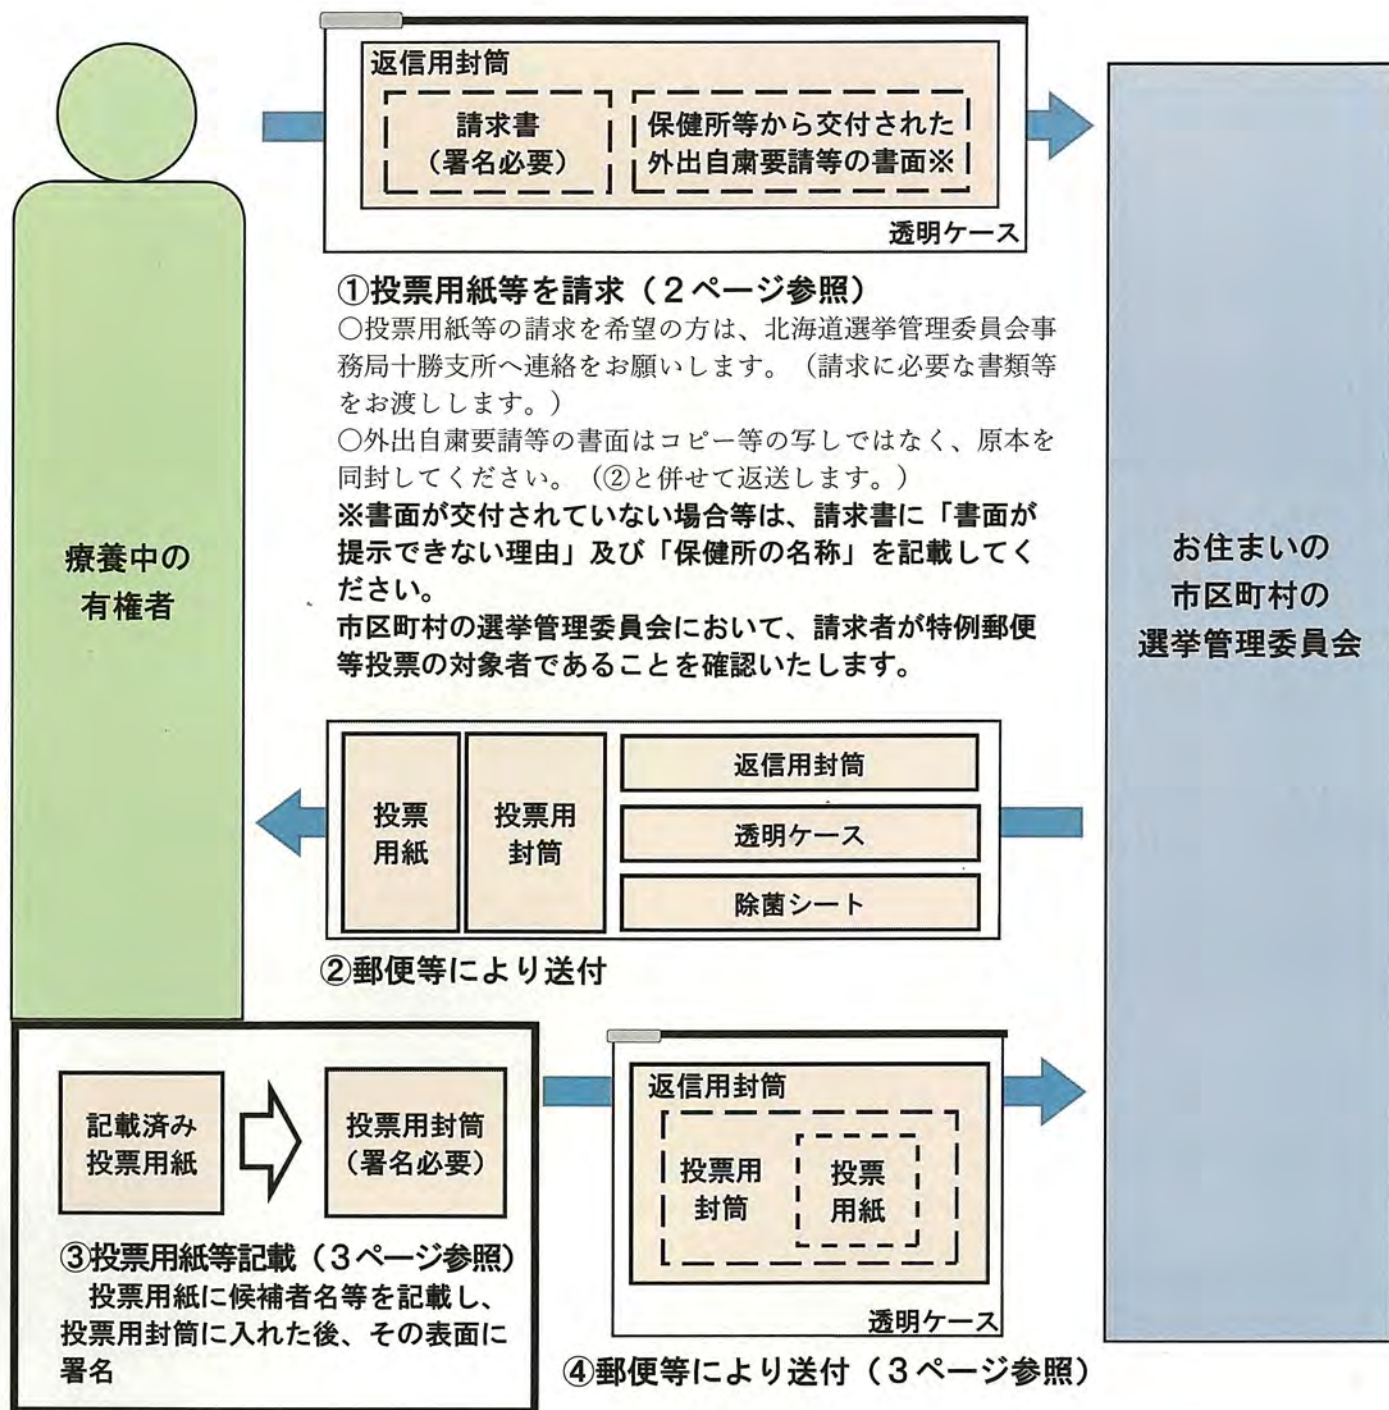 返信用封筒
請求書
(署名必要)
保健所等から交付された
外出自粛要請等の書面※
透明ケース
①投票用紙等を請求(2ページ参照)
○投票用紙等の請求を希望の方は、北海道選挙管理委員会事
務局十勝支所へ連絡をお願いします。(請求に必要な書類等
をお渡しします。)
○外出自粛要請等の書面はコピー等の写しではなく、原本を
同封してください。(②と併せて返送します。)
※書面が交付されていない場合等は、請求書に「書面が
提示できない理由」及び「保健所の名称」を記載してく
ださい。
市区町村の選挙管理委員会において、請求者が特例郵便
等投票の対象者であることを確認いたします。
療養中の
有権者
お住まいの
市区町村の
選挙管理委員会
投票
用紙
投票用
封筒
返信用封筒
透明ケース
除菌シート
②郵便等により送付
記載済み
投票用紙
投票用封筒
(署名必要)
③投票用紙等記載(3ページ参照)
投票用紙に候補者名等を記載し、
投票用封筒に入れた後、その表面に
署名
返信用封筒
投票用
封筒
投票
用紙
透明ケース
④郵便等により送付(3ページ参照)